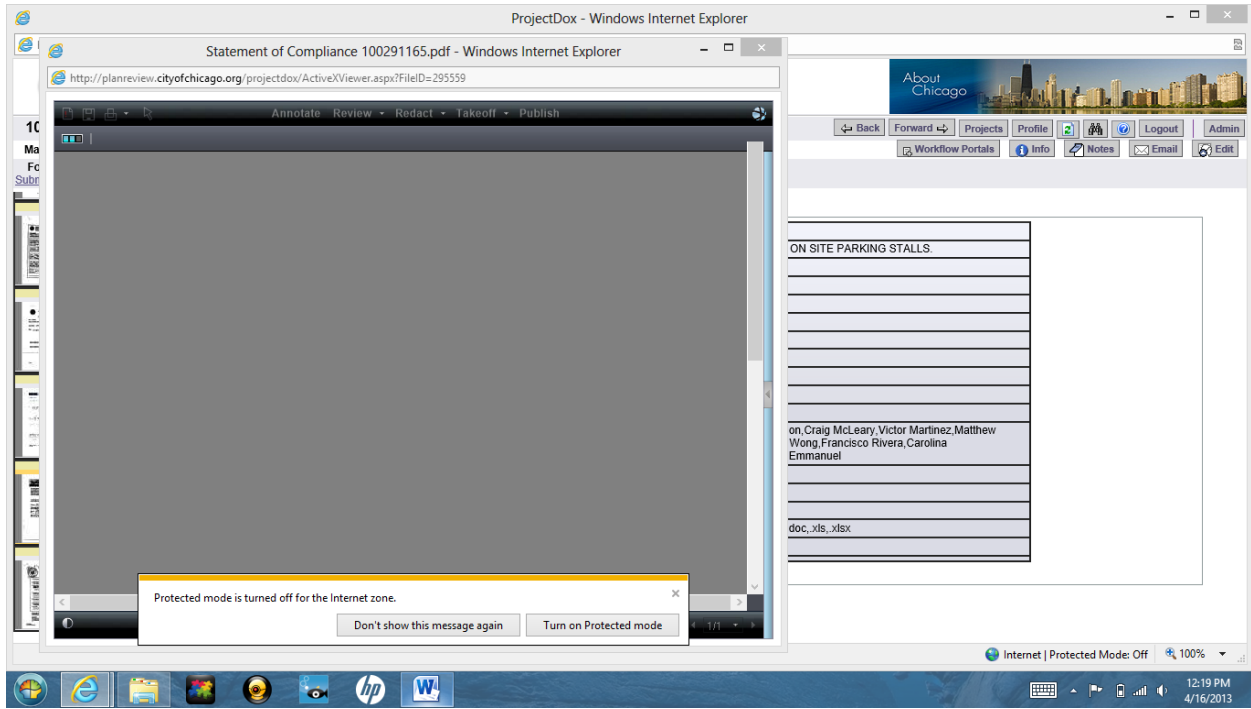 ProjectDox - Windows Internet Explorer
Statement of Compliance 100291165.pdf - Windows Internet Explorer
http://planreview.cityofchicago.org/projectdox/ActiveXViewer.aspx?FileID=295559
About
Chicago
Annotate Review Redact Takeoff Publish
10
Back Forward Projects Profile Logout Admin
Ma
Workflow Portals Info Notes Email Edit
Fo
Subn
ON SITE PARKING STALLS.
on,Craig McLeary,Victor Martinez,Matthew
Wong,Francisco Rivera,Carolina
Emmanuel
doc,.xls,.xlsx
Protected mode is turned off for the Internet zone.
Don't show this message again Turn on Protected mode
1/1
Internet | Protected Mode: Off 100%
hp
W
12:19 PM
4/16/2013